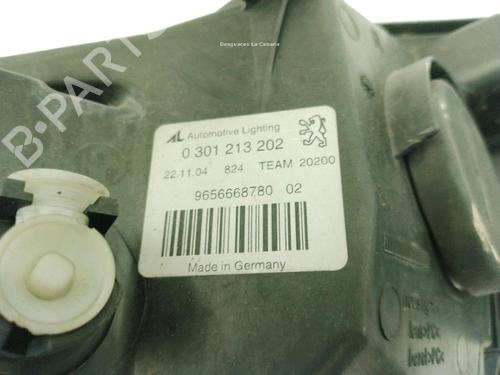 Desguaces La Cabaña
B-PARTS
AL Automotive Lighting
0 301 213 202
22.11.04 824 TEAM 20200
9656668780 02
Made in Germany